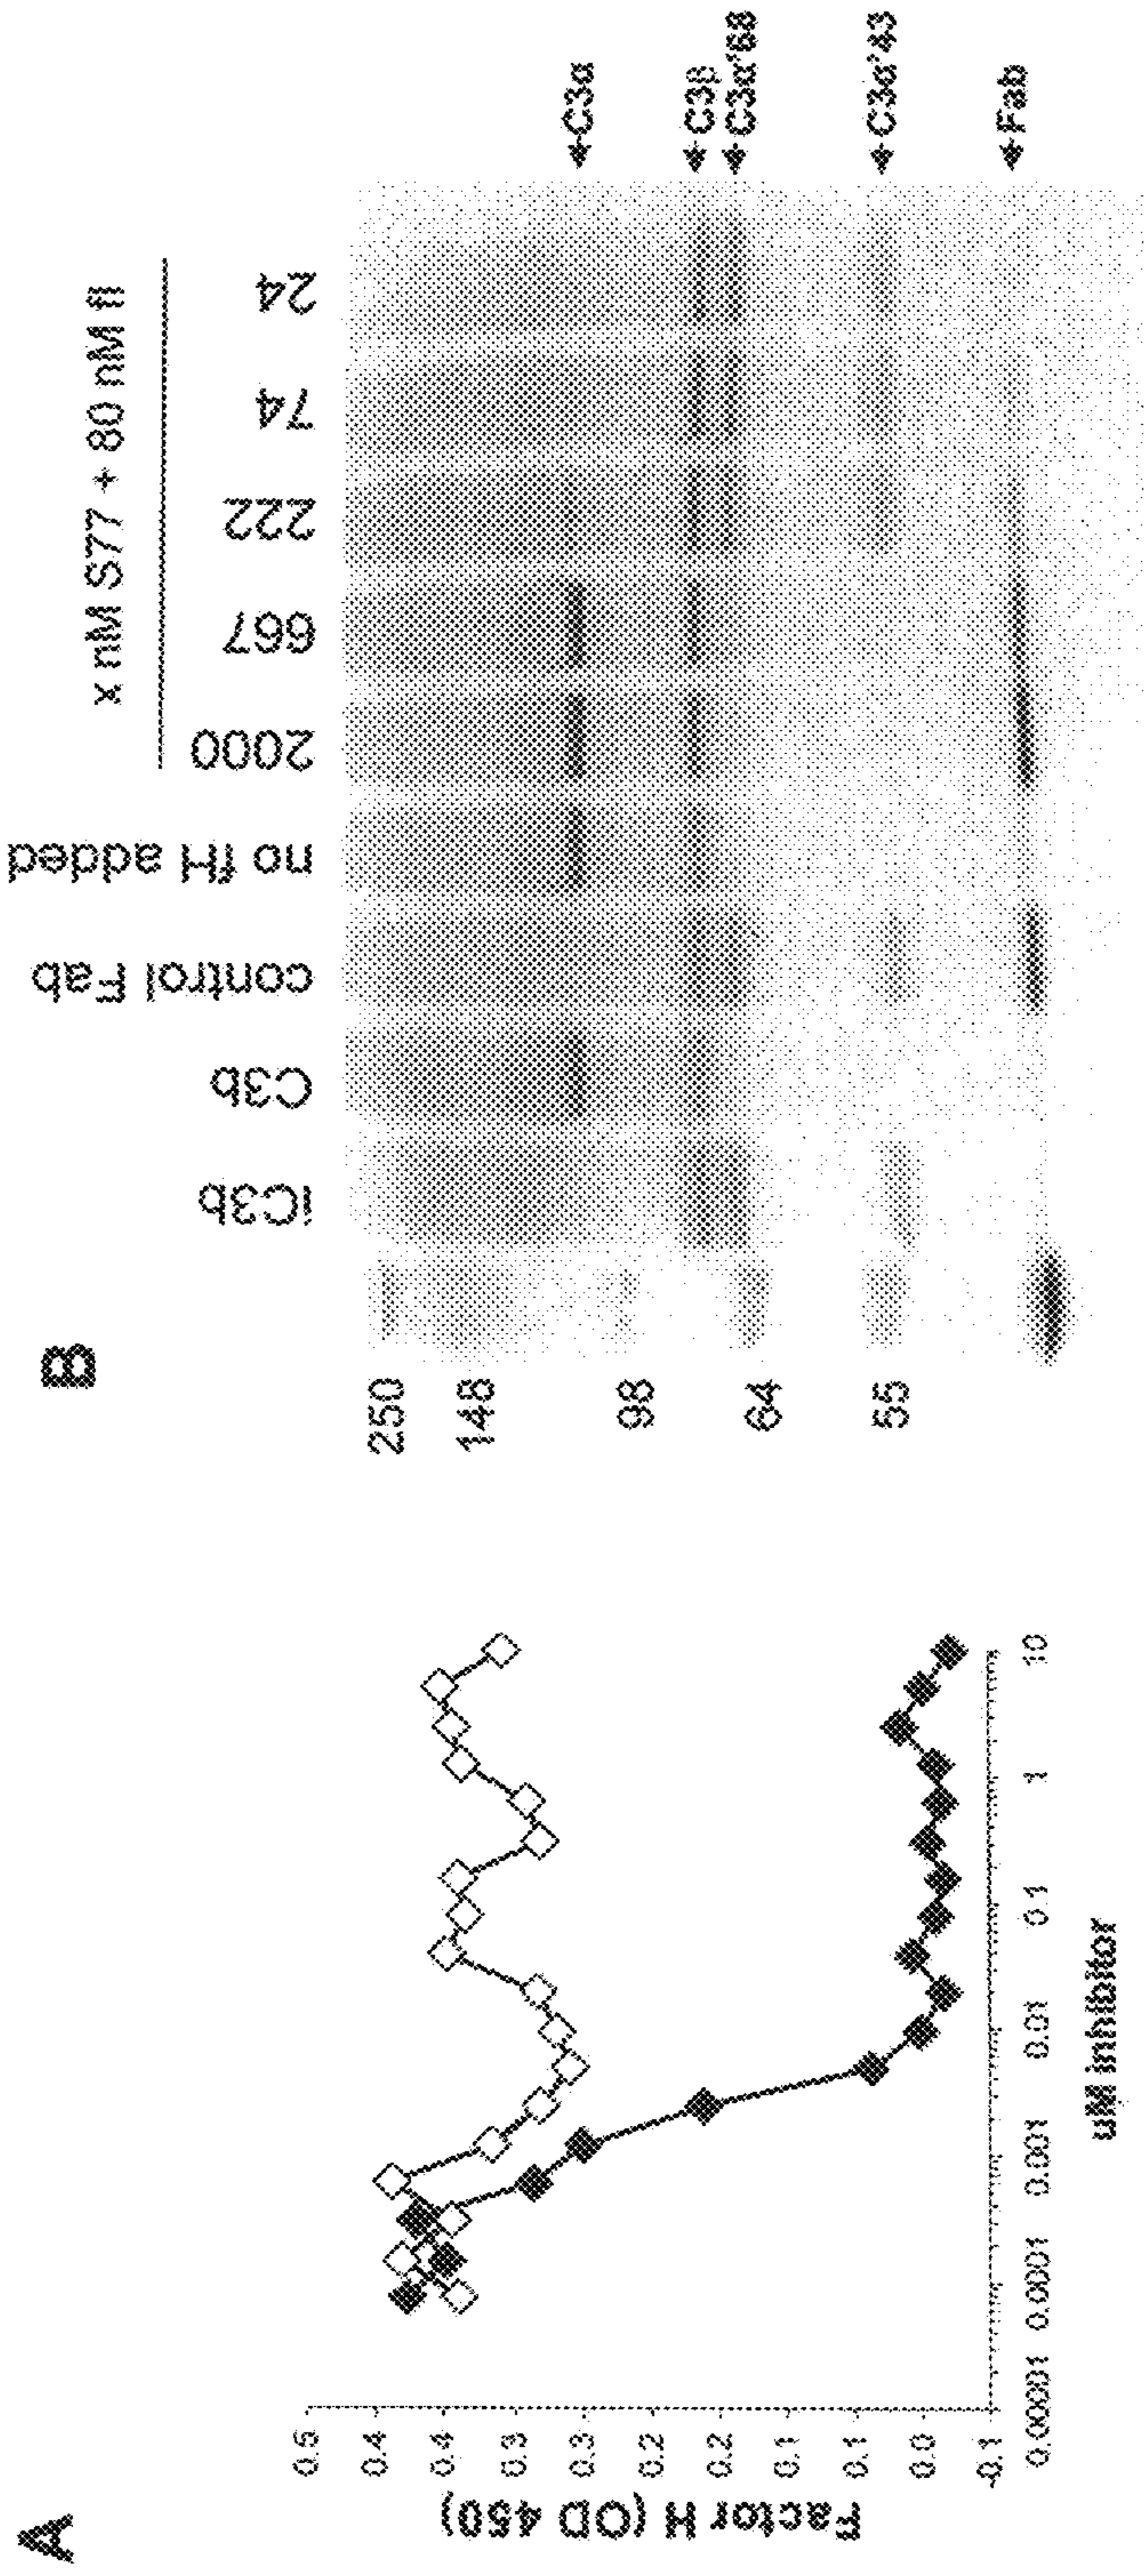 A
Factor H (OD 450)
0.5
0.4
0.4
0.3
0.3
0.2
0.2
0.1
0.1
0.0
-0.1
0.00001
0.0001
0.001
0.01
0.1
1
10
uM inhibitor
B
x nM S77 + 80 nM fI
iC3b
C3b
control Fab
no fH added
2000
667
222
74
24
250
148
98
64
55
C3α
C3β
C3α'68
C3α'43
Fab